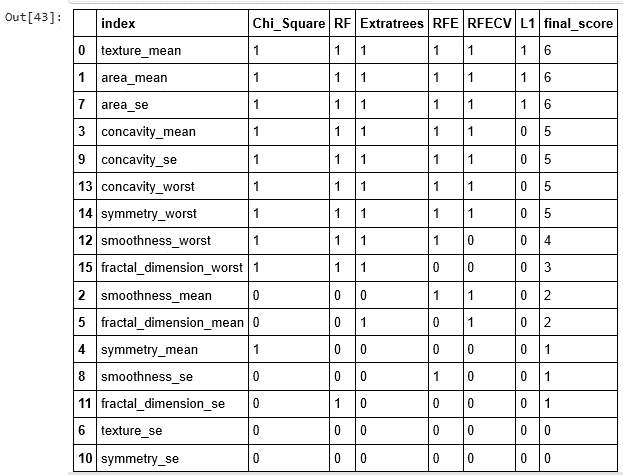 Out[43]:
index Chi_Square RF Extratrees RFE RFECV L1 final_score
0 texture_mean 1 1 1 1 1 1 6
1 area_mean 1 1 1 1 1 1 6
7 area_se 1 1 1 1 1 1 6
3 concavity_mean 1 1 1 1 1 0 5
9 concavity_se 1 1 1 1 1 0 5
13 concavity_worst 1 1 1 1 1 0 5
14 symmetry_worst 1 1 1 1 1 0 5
12 smoothness_worst 1 1 1 1 0 0 4
15 fractal_dimension_worst 1 1 1 0 0 0 3
2 smoothness_mean 0 0 0 1 1 0 2
5 fractal_dimension_mean 0 0 1 0 1 0 2
4 symmetry_mean 1 0 0 0 0 0 1
8 smoothness_se 0 0 0 1 0 0 1
11 fractal_dimension_se 0 1 0 0 0 0 1
6 texture_se 0 0 0 0 0 0 0
10 symmetry_se 0 0 0 0 0 0 0